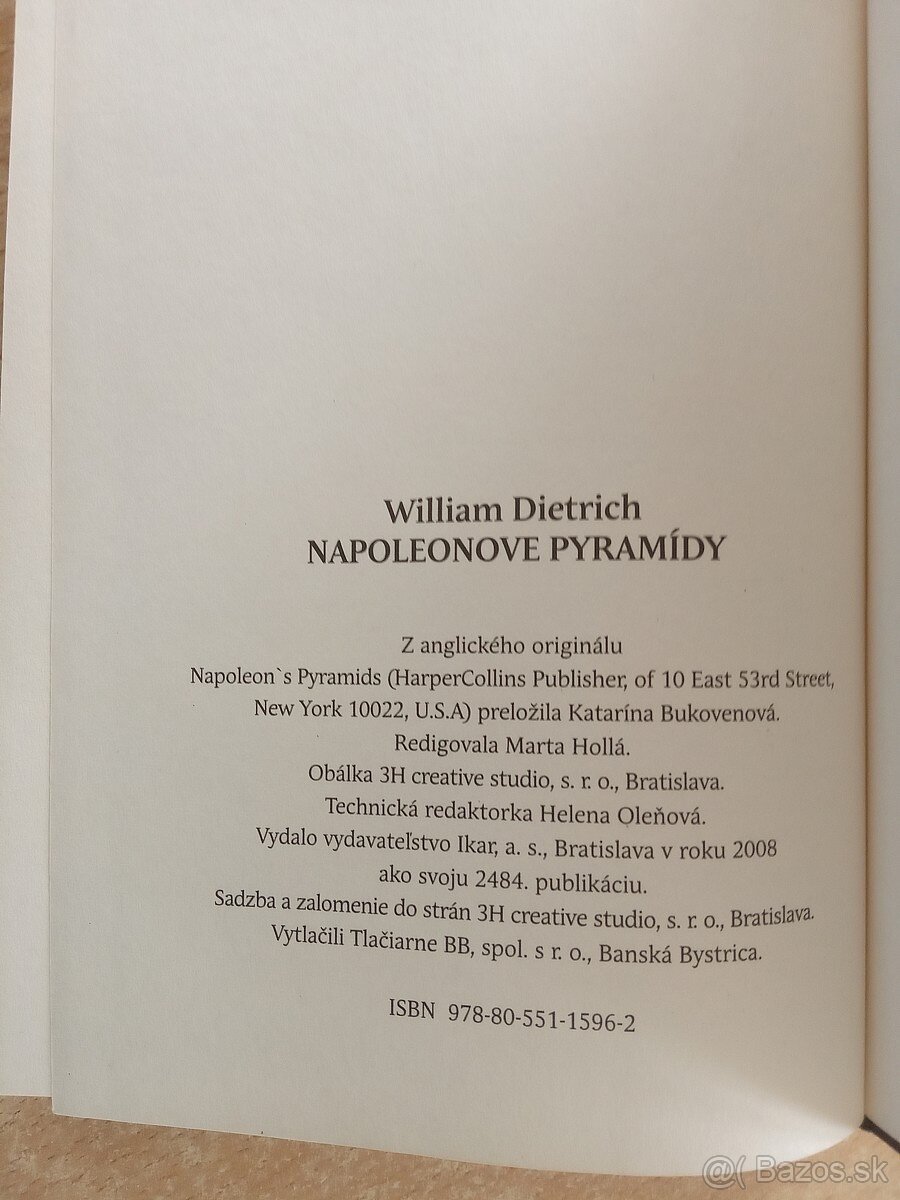 William Dietrich
NAPOLEONOVE PYRAMÍDY
Z anglického originálu
Napoleon`s Pyramids (HarperCollins Publisher, of 10 East 53rd Street,
New York 10022, U.S.A) preložila Katarína Bukovenová.
Redigovala Marta Hollá.
Obálka 3H creative studio, s. r. o., Bratislava.
Technická redaktorka Helena Oleňová.
Vydalo vydavateľstvo Ikar, a. s., Bratislava v roku 2008
ako svoju 2484. publikáciu.
Sadzba a zalomenie do strán 3H creative studio, s. r. o., Bratislava.
Vytlačili Tlačiarne BB, spol. s r. o., Banská Bystrica.
ISBN 978-80-551-1596-2
@( Bazos.sk